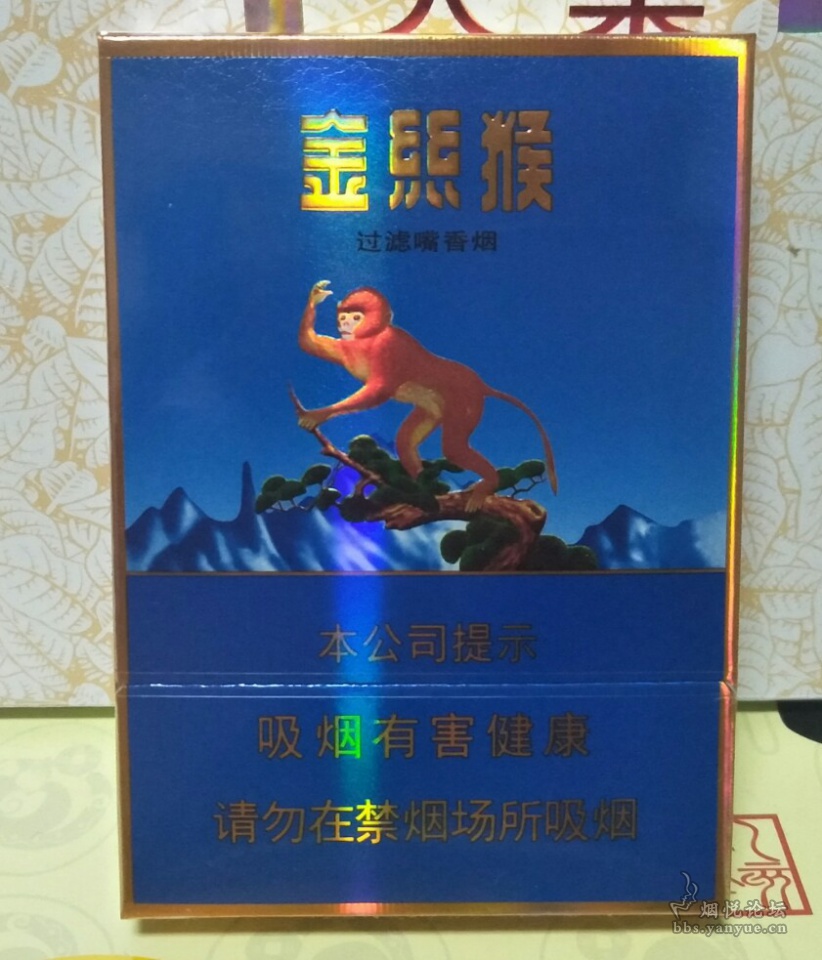 金丝猴
过滤嘴香烟
本公司提示
吸烟有害健康
请勿在禁烟场所吸烟
烟悦论坛
bbs.yanyue.cn